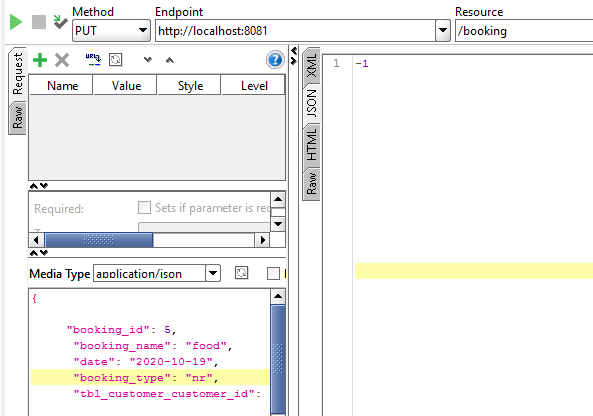 Method
Endpoint
Resource
PUT
http://localhost:8081
/booking
Request
Raw
URL
?
Name Value Style Level
Required:
Sets if parameter is req
Media Type
application/json
{
"booking_id": 5,
"booking_name": "food",
"date": "2020-10-19",
"booking_type": "nr",
"tbl_customer_customer_id":
XML
JSON
HTML
Raw
1
-1